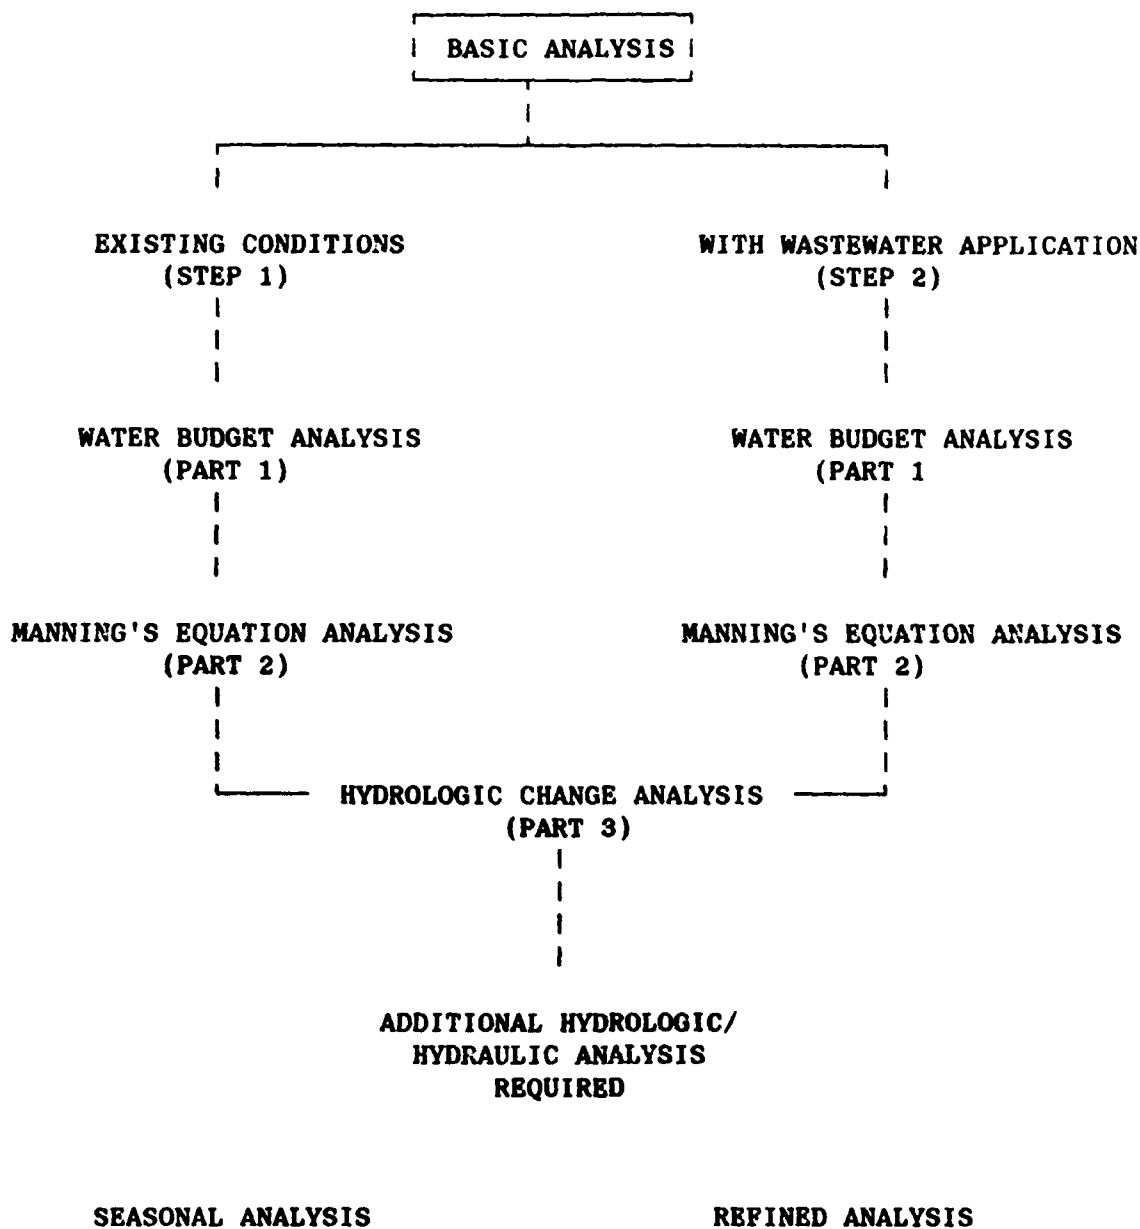 BASIC ANALYSIS
EXISTING CONDITIONS
(STEP 1)
WITH WASTEWATER APPLICATION
(STEP 2)
WATER BUDGET ANALYSIS
(PART 1)
WATER BUDGET ANALYSIS
(PART 1
MANNING'S EQUATION ANALYSIS
(PART 2)
MANNING'S EQUATION ANALYSIS
(PART 2)
HYDROLOGIC CHANGE ANALYSIS
(PART 3)
ADDITIONAL HYDROLOGIC/
HYDRAULIC ANALYSIS
REQUIRED
SEASONAL ANALYSIS
REFINED ANALYSIS